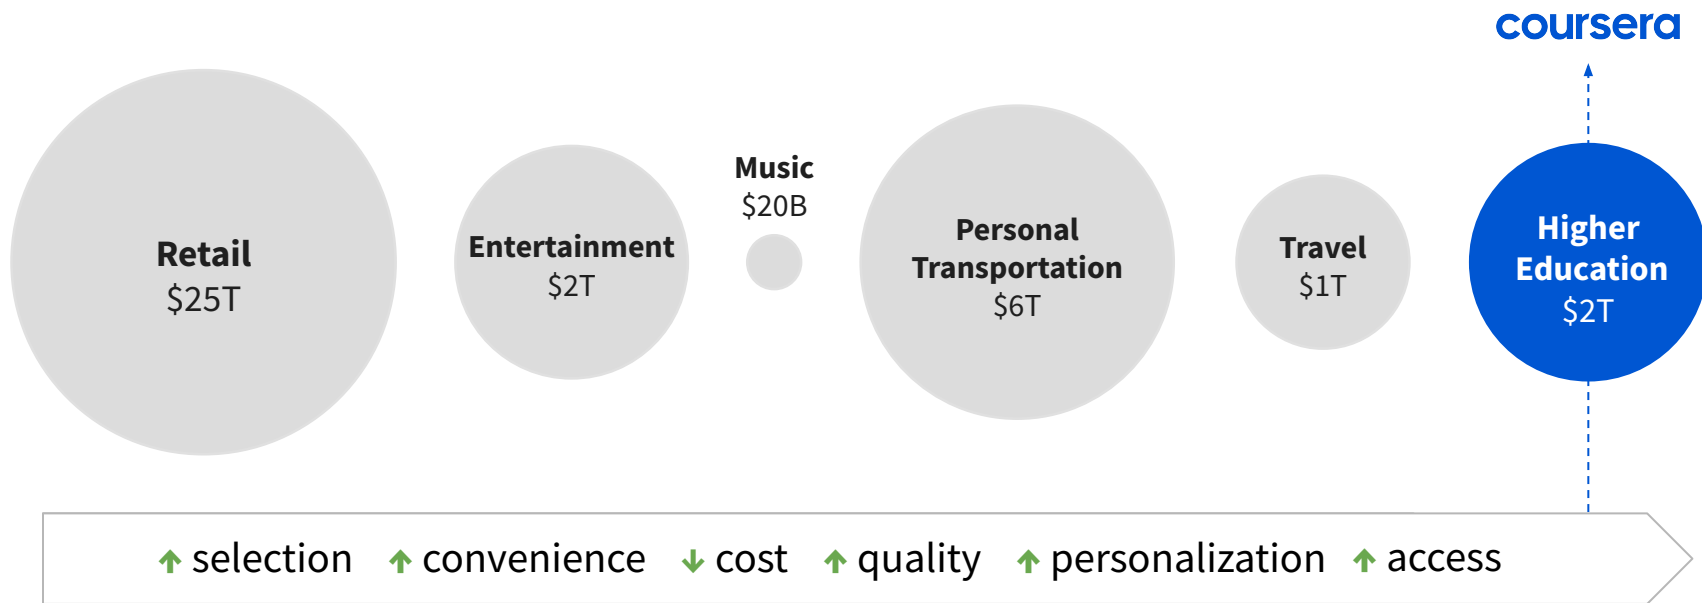 coursera
Retail
$25T
Entertainment
$2T
Music
$20B
Personal
Transportation
$6T
Travel
$1T
Higher
Education
$2T
↑ selection ↑ convenience ↓ cost ↑ quality ↑ personalization ↑ access